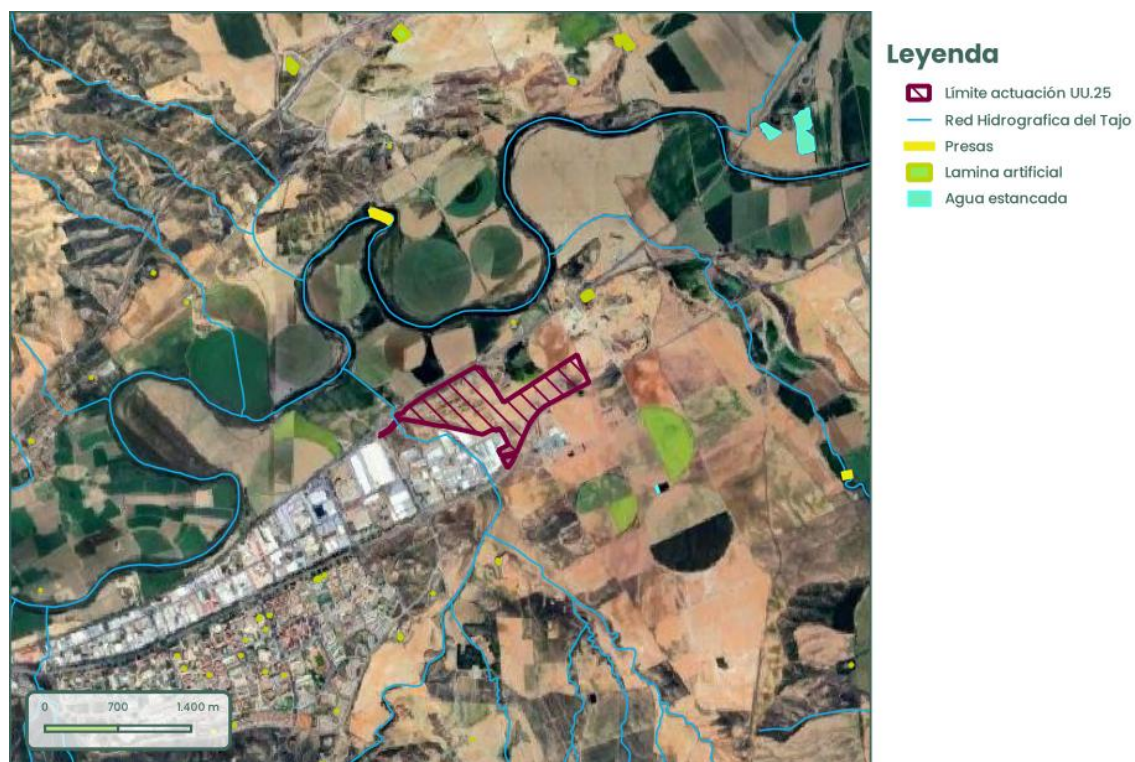 Leyenda
Límite actuación UU.25
Red Hidrografica del Tajo
Presas
Lamina artificial
Agua estancada
0 700 1.400 m